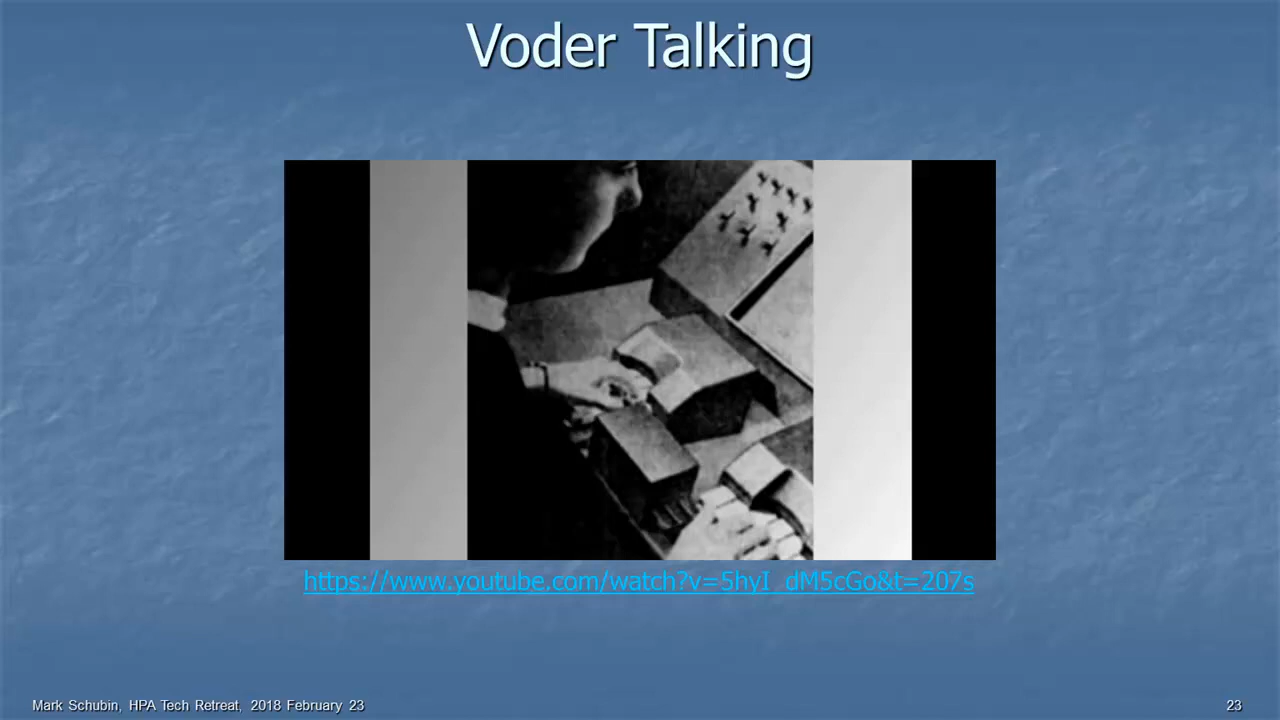 Voder Talking
https://www.youtube.com/watch?v=5hyI_dM5cGo&t=207s
Mark Schubin, HPA Tech Retreat, 2018 February 23
23